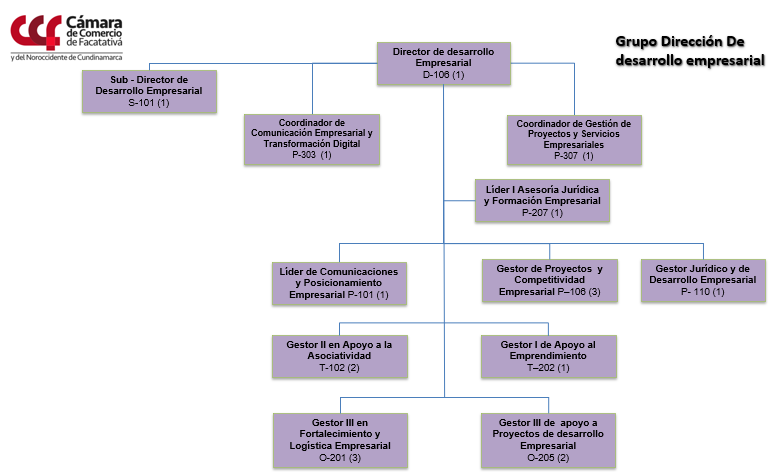 Cámara
de Comercio
de Facatativá
y del Noroccidente de Cundinamarca
Grupo Dirección De
desarrollo empresarial
Director de desarrollo
Empresarial
D-106 (1)
Sub - Director de
Desarrollo Empresarial
S-101 (1)
Coordinador de
Comunicación Empresarial y
Transformación Digital
P-303 (1)
Coordinador de Gestión de
Proyectos y Servicios
Empresariales
P-307 (1)
Líder I Asesoría Jurídica
y Formación Empresarial
P-207 (1)
Líder de Comunicaciones
y Posicionamiento
Empresarial P-101 (1)
Gestor de Proyectos y
Competitividad
Empresarial P–106 (3)
Gestor Jurídico y de
Desarrollo Empresarial
P- 110 (1)
Gestor II en Apoyo a la
Asociatividad
T-102 (2)
Gestor I de Apoyo al
Emprendimiento
T–202 (1)
Gestor III en
Fortalecimiento y
Logística Empresarial
O-201 (3)
Gestor III de apoyo a
Proyectos de desarrollo
Empresarial
O-205 (2)